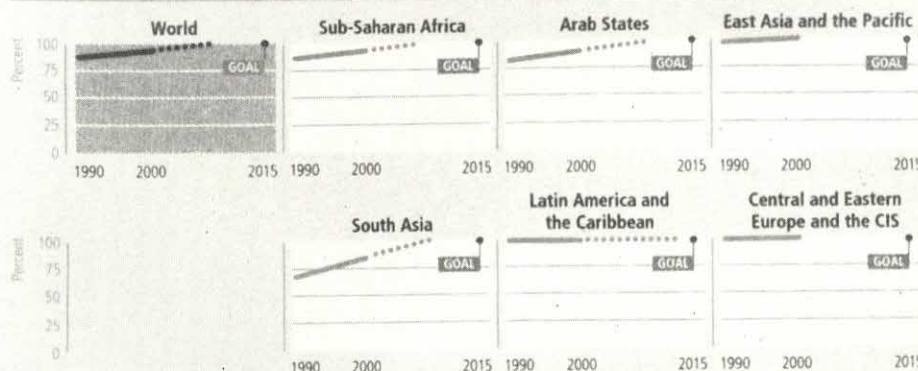 World
Sub-Saharan Africa
Arab States
East Asia and the Pacific
Percent
100
75
50
25
0
GOAL
GOAL
GOAL
GOAL
1990 2000 2015
1990 2000 2015
1990 2000 2015
1990 2000 2015
South Asia
Latin America and
the Caribbean
Central and Eastern
Europe and the CIS
Percent
100
75
50
25
0
GOAL
GOAL
GOAL
1990 2000 2015
1990 2000 2015
1990 2000 2015